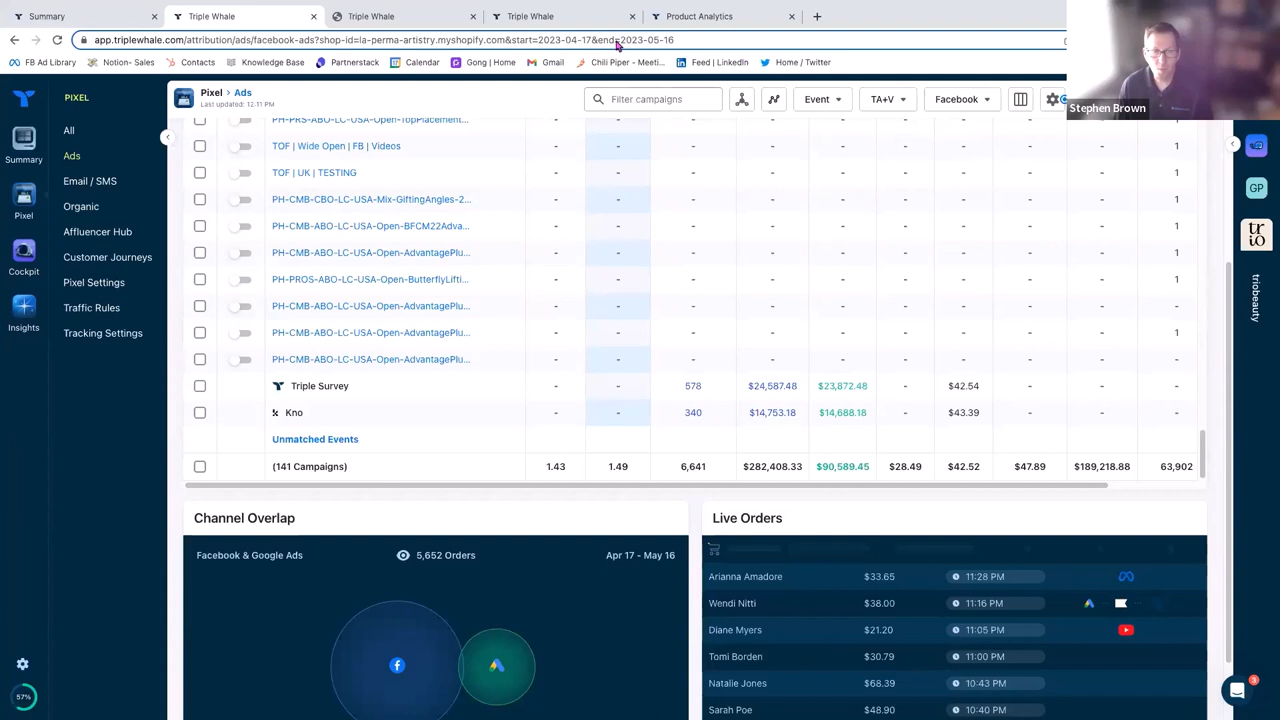 Summary
Triple Whale
Triple Whale
Triple Whale
Product Analytics
app.triplewhale.com/attribution/ads/facebook-ads?shop-id=la-perma-artistry.myshopify.com&start=2023-04-17&end=2023-05-16
FB Ad Library
Notion- Sales
Contacts
Knowledge Base
Partnerstack
Calendar
Gong | Home
Gmail
Chili Piper - Meeti...
Feed | LinkedIn
Home / Twitter
Stephen Brown
PIXEL
Pixel > Ads
Last updated: 12:11 PM
Filter campaigns
Event
TA+V
Facebook
Summary
Pixel
Cockpit
Insights
57%
All
Ads
Email / SMS
Organic
Affluencer Hub
Customer Journeys
Pixel Settings
Traffic Rules
Tracking Settings
PH-PRS-ABO-LC-USA-Open-TopPlacement... - - - - - - - - - 1
TOF | Wide Open | FB | Videos - - - - - - - - - 1
TOF | UK | TESTING - - - - - - - - - 1
PH-CMB-CBO-LC-USA-Mix-GiftingAngles-2... - - - - - - - - - 1
PH-CMB-ABO-LC-USA-Open-BFCM22Adva... - - - - - - - - - 1
PH-CMB-ABO-LC-USA-Open-AdvantagePlu... - - - - - - - - - 1
PH-PROS-ABO-LC-USA-Open-ButterflyLifti... - - - - - - - - - 1
PH-CMB-ABO-LC-USA-Open-AdvantagePlu... - - - - - - - - - -
PH-CMB-ABO-LC-USA-Open-AdvantagePlu... - - - - - - - - - 1
PH-CMB-ABO-LC-USA-Open-AdvantagePlu... - - - - - - - - - -
Triple Survey - - 578 $24,587.48 $23,872.48 - $42.54 - - -
Kno - - 340 $14,753.18 $14,688.18 - $43.39 - - -
Unmatched Events
(141 Campaigns) 1.43 1.49 6,641 $282,408.33 $90,589.45 $28.49 $42.52 $47.89 $189,218.88 63,902
Channel Overlap
Facebook & Google Ads
5,652 Orders
Apr 17 - May 16
Live Orders
Arianna Amadore $33.65 11:28 PM
Wendi Nitti $38.00 11:16 PM
Diane Myers $21.20 11:05 PM
Tomi Borden $30.79 11:00 PM
Natalie Jones $68.39 10:43 PM
Sarah Poe $48.90 10:40 PM
GP
trio
triobeauty
3